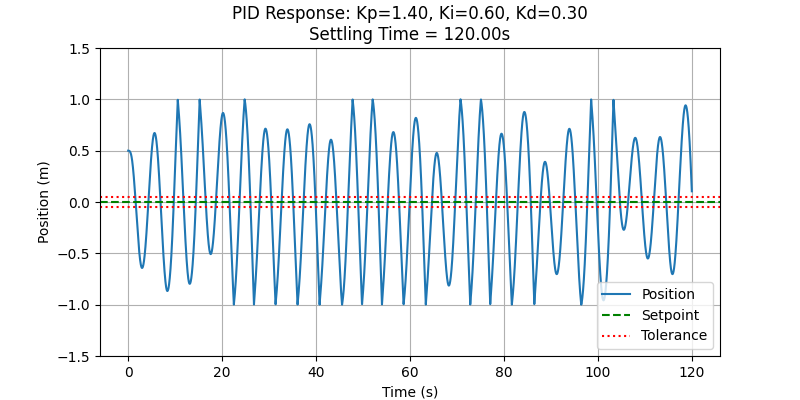 PID Response: Kp=1.40, Ki=0.60, Kd=0.30
Settling Time = 120.00s
1.5
1.0
0.5
0.0
−0.5
−1.0
−1.5
Position (m)
Position
Setpoint
Tolerance
0
20
40
60
80
100
120
Time (s)